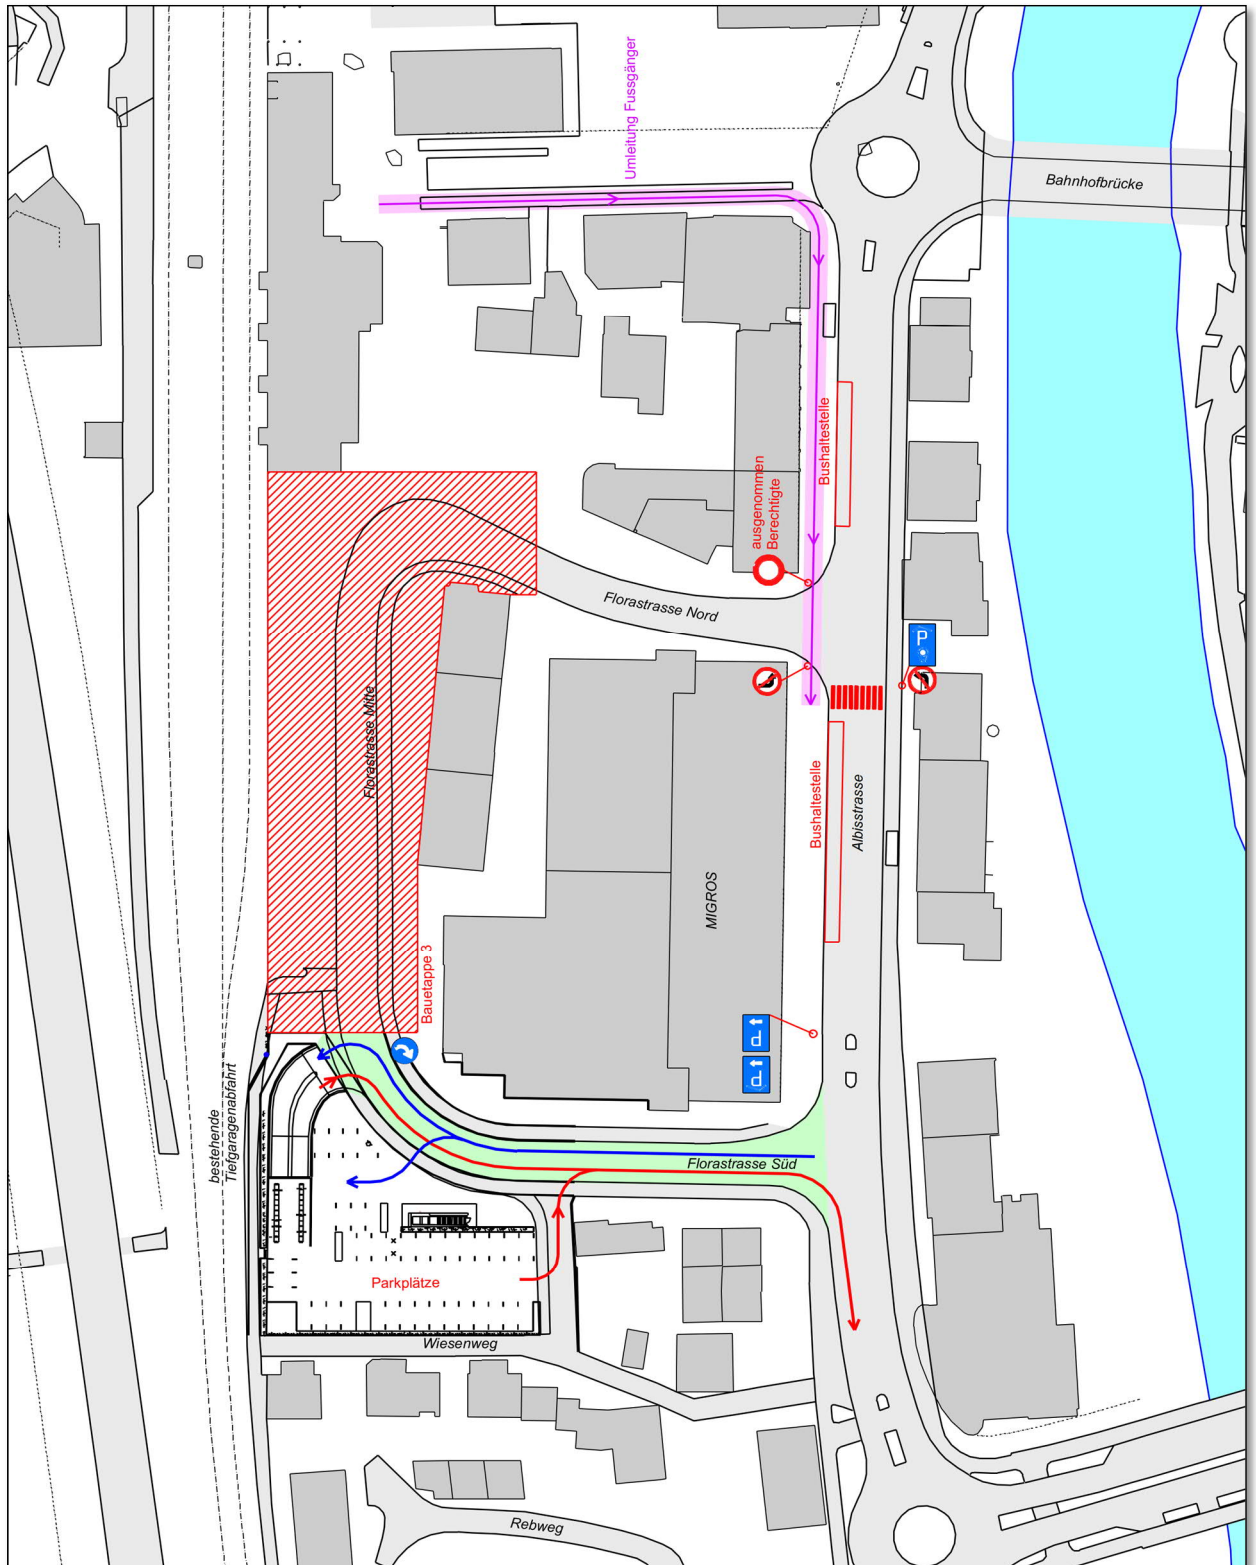 Umleitung Fussgänger
Bahnhofbrücke
Bushaltestelle
ausgenommen
Berechtigte
Florastrasse Nord
P
Florastrasse Mitte
Bushaltestelle
Albisstrasse
MIGROS
Bauetappe 3
P
P
bestehende
Tiefgaragenabfahrt
Florastrasse Süd
Parkplätze
Wiesenweg
Rebweg